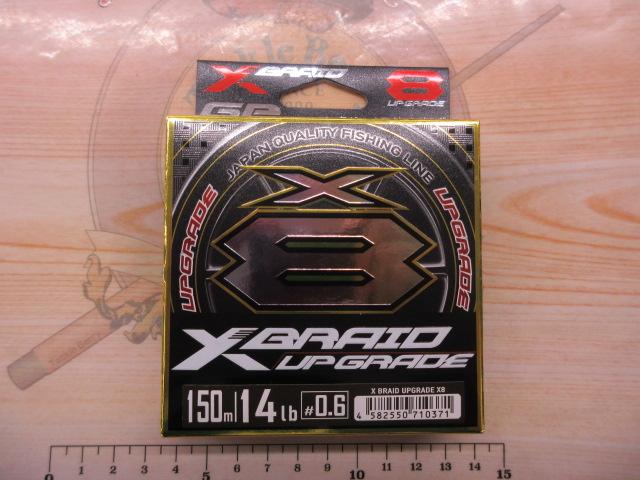 X BRAID
8
UPGRADE
JAPAN QUALITY FISHING LINE
UPGRADE
UPGRADE
X
8
X BRAID
UPGRADE
150m 14lb #0.6
X BRAID UPGRADE X8
4 582550 710371
0 1 2 3 4 5 6 7 8 9 10 11 12 13 14 15